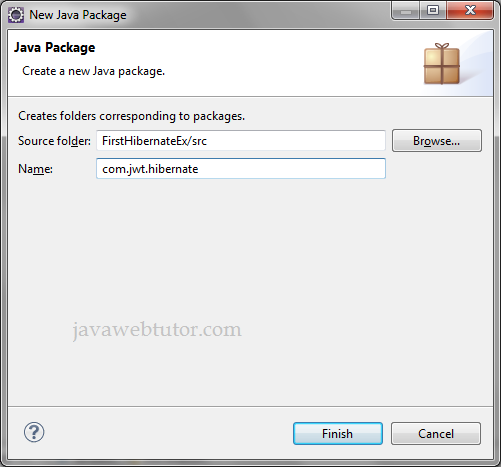 New Java Package
Java Package
Create a new Java package.
Creates folders corresponding to packages.
Source folder: FirstHibernateEx/src Browse...
Name: com.jwt.hibernate
javawebtutor.com
? Finish Cancel